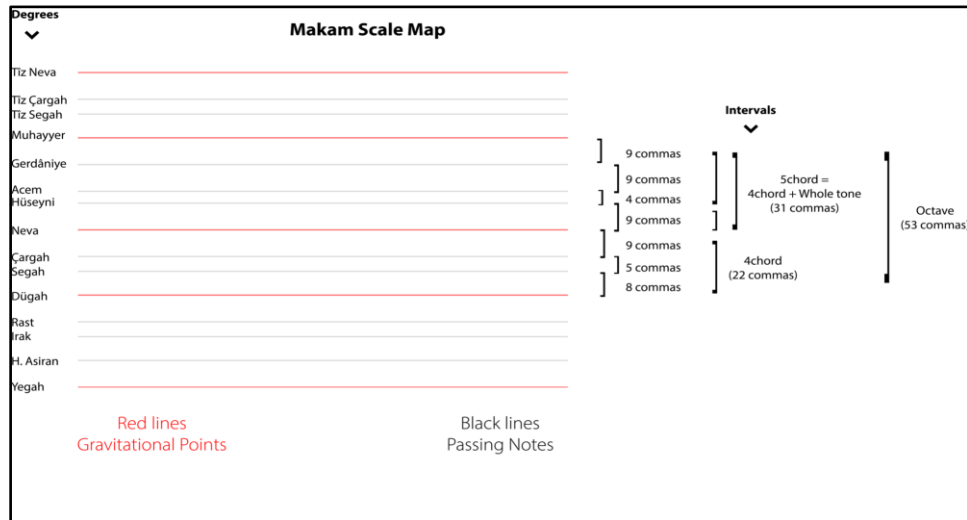 Degrees
Makam Scale Map
Tiz Neva
Tiz Çargah
Tiz Segah
Muhayyer
Gerdâniye
Acem
Hüseyni
Neva
Çargah
Segah
Dügah
Rast
Irak
H. Asiran
Yegah
Intervals
9 commas
9 commas
4 commas
9 commas
9 commas
5 commas
8 commas
5chord =
4chord + Whole tone
(31 commas)
4chord
(22 commas)
Octave
(53 commas)
Red lines
Gravitational Points
Black lines
Passing Notes